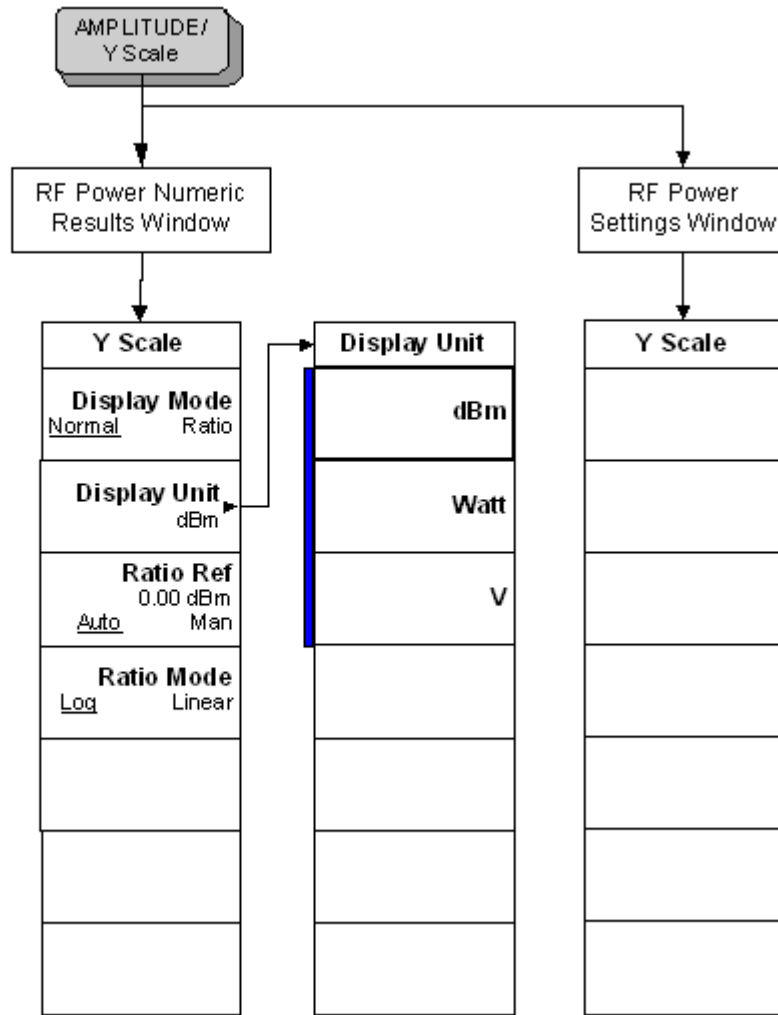 AMPLITUDE/
Y Scale
RF Power Numeric
Results Window
RF Power
Settings Window
Y Scale
Display Mode
Normal Ratio
Display Unit
dBm
Ratio Ref
0.00 dBm
Auto Man
Ratio Mode
Log Linear
Display Unit
dBm
Watt
V
Y Scale